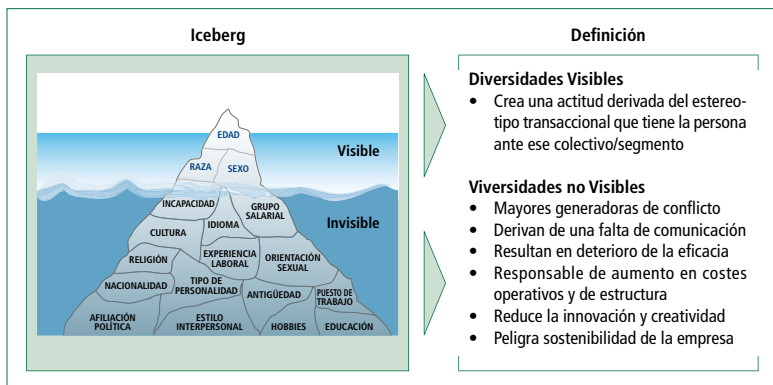 Iceberg
EDAD
Visible
RAZA
SEXO
INCAPACIDAD
GRUPO
SALARIAL
Invisible
CULTURA
IDIOMA
RELIGIÓN
EXPERIENCIA
LABORAL
ORIENTACIÓN
SEXUAL
NACIONALIDAD
TIPO DE
PERSONALIDAD
ANTIGÜEDAD
PUESTO DE
TRABAJO
AFILIACIÓN
POLÍTICA
ESTILO
INTERPERSONAL
HOBBIES
EDUCACIÓN
Definición
Diversidades Visibles
• Crea una actitud derivada del estereo-
tipo transaccional que tiene la persona
ante ese colectivo/segmento
Viversidades no Visibles
• Mayores generadoras de conflicto
• Derivan de una falta de comunicación
• Resultan en deterioro de la eficacia
• Responsable de aumento en costes
operativos y de estructura
• Reduce la innovación y creatividad
• Peligra sostenibilidad de la empresa